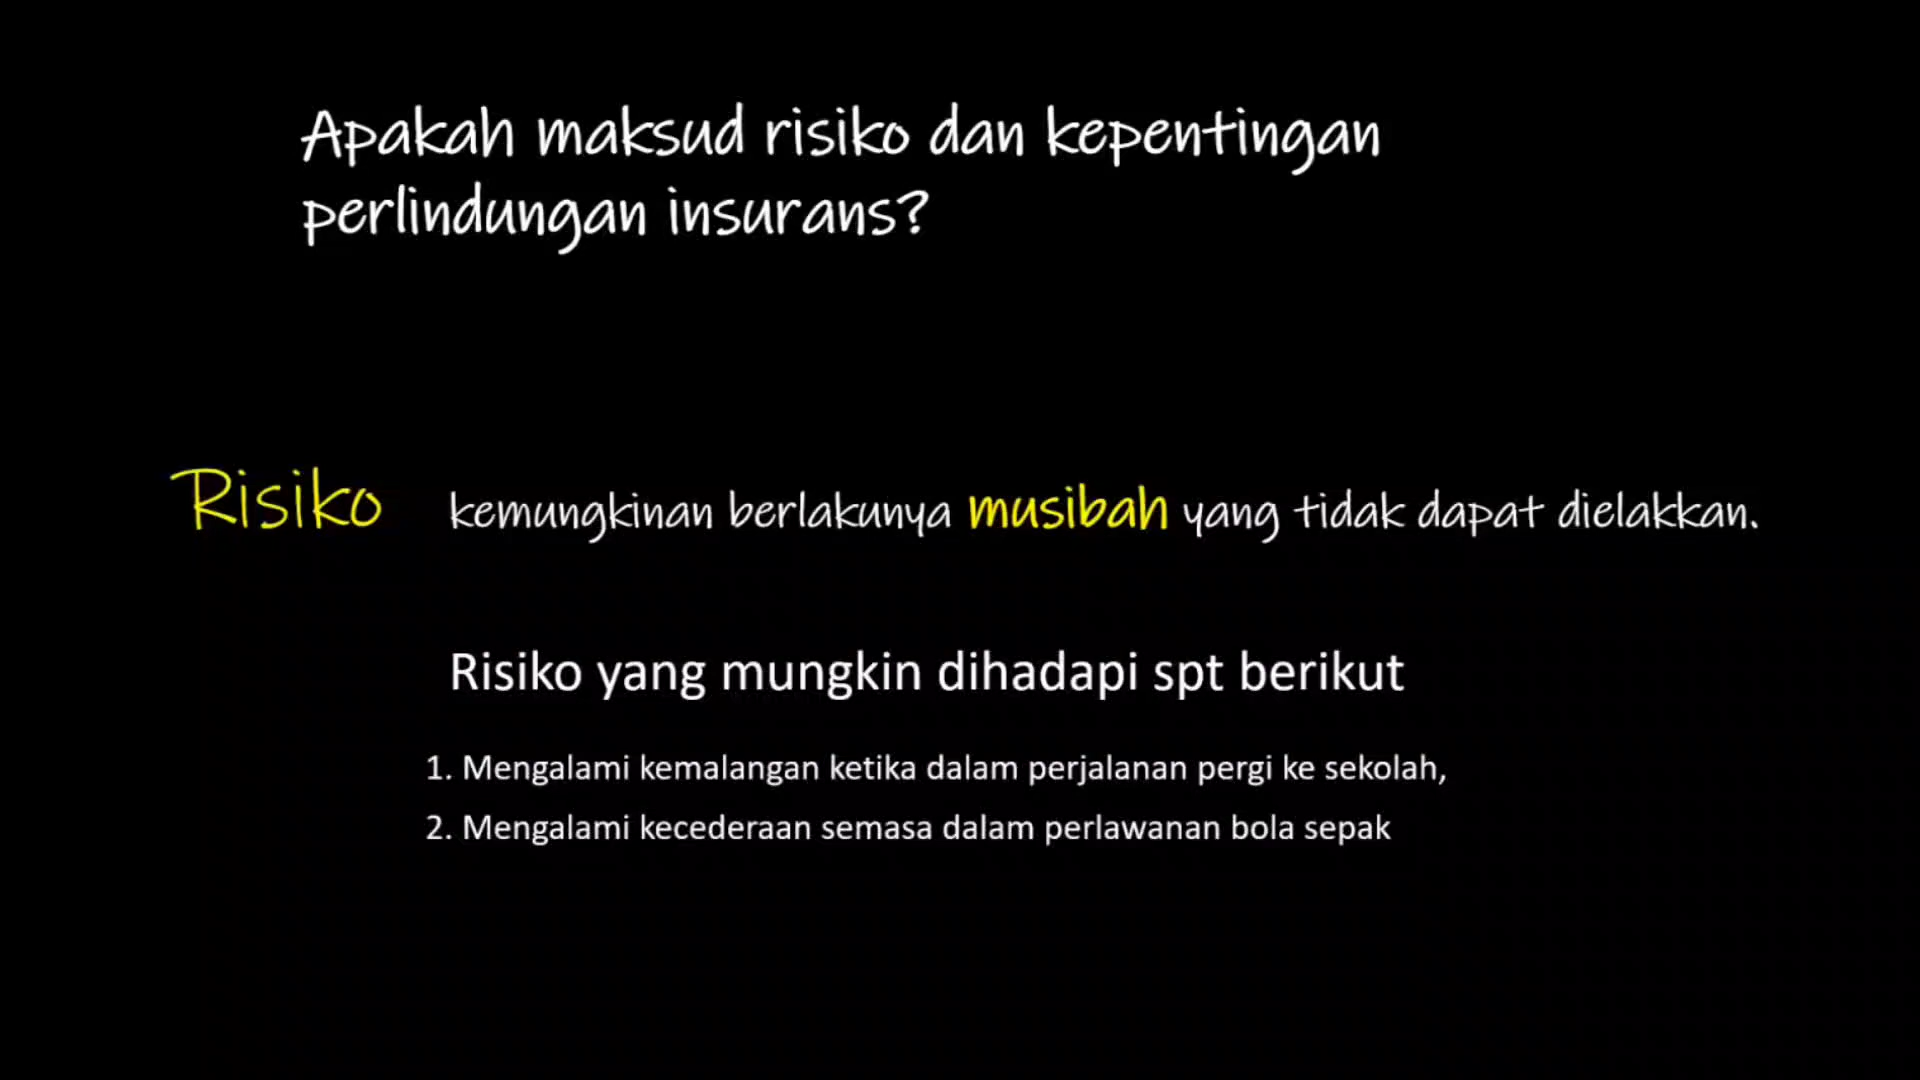 Apakah maksud risiko dan kepentingan
perlindungan insurans?
Risiko kemungkinan berlakunya musibah yang tidak dapat dielakkan.
Risiko yang mungkin dihadapi spt berikut
1. Mengalami kemalangan ketika dalam perjalanan pergi ke sekolah,
2. Mengalami kecederaan semasa dalam perlawanan bola sepak